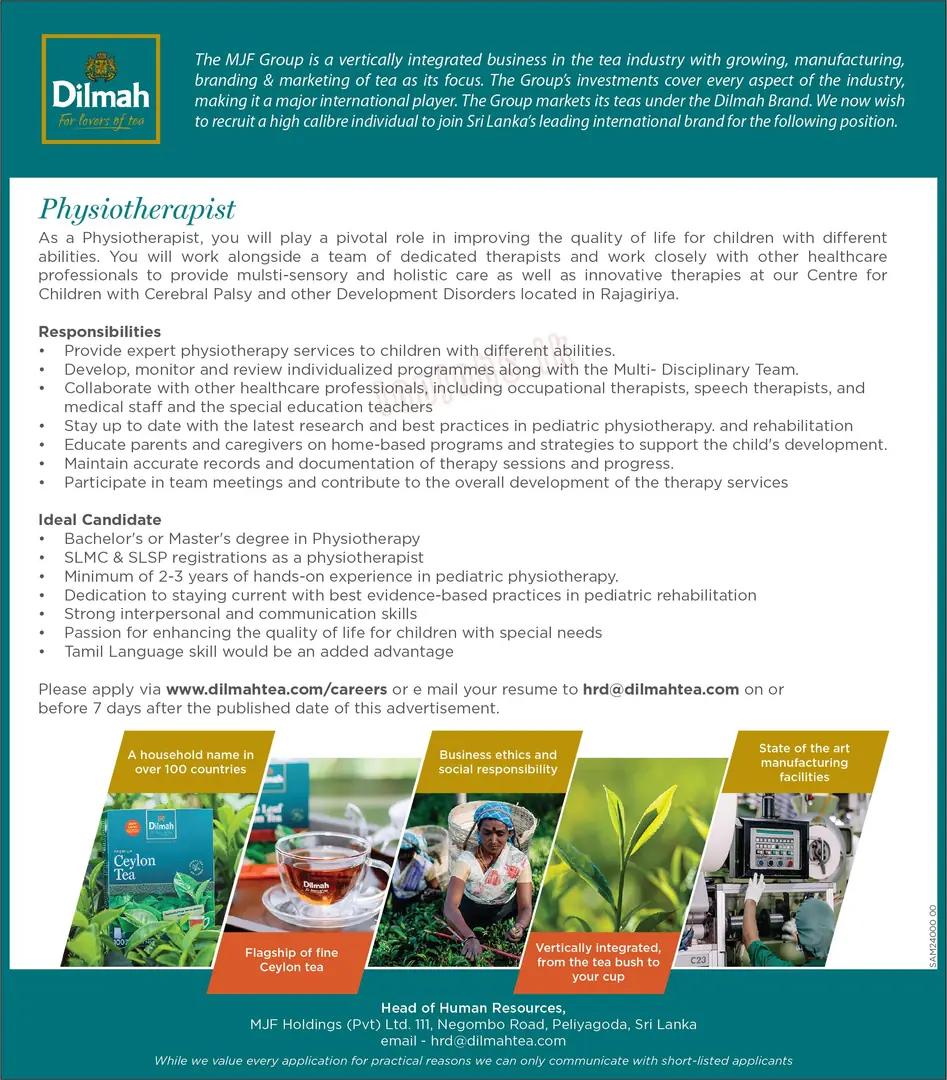 Dilmah
For lovers of tea
The MJF Group is a vertically integrated business in the tea industry with growing, manufacturing,
branding & marketing of tea as its focus. The Group's investments cover every aspect of the industry,
making it a major international player. The Group markets its teas under the Dilmah Brand. We now wish
to recruit a high calibre individual to join Sri Lanka's leading international brand for the following position.
Physiotherapist
As a Physiotherapist, you will play a pivotal role in improving the quality of life for children with different
abilities. You will work alongside a team of dedicated therapists and work closely with other healthcare
professionals to provide mulsti-sensory and holistic care as well as innovative therapies at our Centre for
Children with Cerebral Palsy and other Development Disorders located in Rajagiriya.
Responsibilities
• Provide expert physiotherapy services to children with different abilities.
• Develop, monitor and review individualized programmes along with the Multi- Disciplinary Team.
• Collaborate with other healthcare professionals, including occupational therapists, speech therapists, and
medical staff and the special education teachers
• Stay up to date with the latest research and best practices in pediatric physiotherapy. and rehabilitation
• Educate parents and caregivers on home-based programs and strategies to support the child's development.
• Maintain accurate records and documentation of therapy sessions and progress.
• Participate in team meetings and contribute to the overall development of the therapy services
Ideal Candidate
• Bachelor's or Master's degree in Physiotherapy
• SLMC & SLSP registrations as a physiotherapist
• Minimum of 2-3 years of hands-on experience in pediatric physiotherapy.
• Dedication to staying current with best evidence-based practices in pediatric rehabilitation
• Strong interpersonal and communication skills
• Passion for enhancing the quality of life for children with special needs
• Tamil Language skill would be an added advantage
Please apply via www.dilmahtea.com/careers or e mail your resume to hrd@dilmahtea.com on or
before 7 days after the published date of this advertisement.
A household name in
over 100 countries
Business ethics and
social responsibility
State of the art
manufacturing
facilities
Dilmah
Ceylon
Tea
Dilmah
C23
Flagship of fine
Ceylon tea
Vertically integrated,
from the tea bush to
your cup
SAM24000 00
Head of Human Resources,
MJF Holdings (Pvt) Ltd. 111, Negombo Road, Peliyagoda, Sri Lanka
email - hrd@dilmahtea.com
While we value every application for practical reasons we can only communicate with short-listed applicants